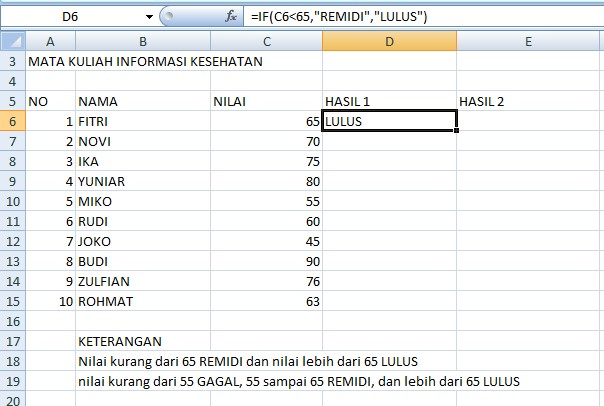 D6 =IF(C6<65,"REMIDI","LULUS")
A B C D E
3 MATA KULIAH INFORMASI KESEHATAN
4
5 NO NAMA NILAI HASIL 1 HASIL 2
6 1 FITRI 65 LULUS
7 2 NOVI 70
8 3 IKA 75
9 4 YUNIAR 80
10 5 MIKO 55
11 6 RUDI 60
12 7 JOKO 45
13 8 BUDI 90
14 9 ZULFIAN 76
15 10 ROHMAT 63
16
17 KETERANGAN
18 Nilai kurang dari 65 REMIDI dan nilai lebih dari 65 LULUS
19 nilai kurang dari 55 GAGAL, 55 sampai 65 REMIDI, dan lebih dari 65 LULUS
20